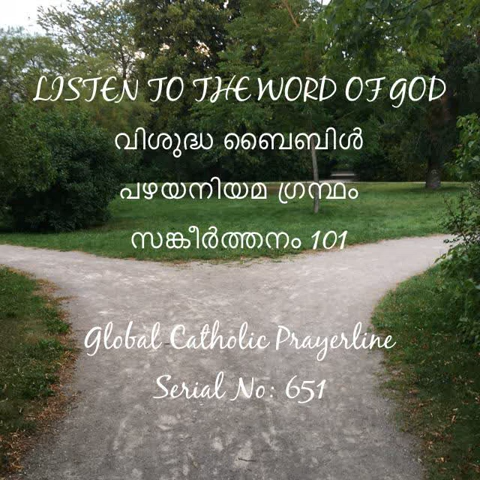 LISTEN TO THE WORD OF GOD
വിശുദ്ധ ബൈബിൾ
പഴയനിയമ ഗ്രന്ഥം
സങ്കീർത്തനം 101
Global Catholic Prayerline
Serial No: 651